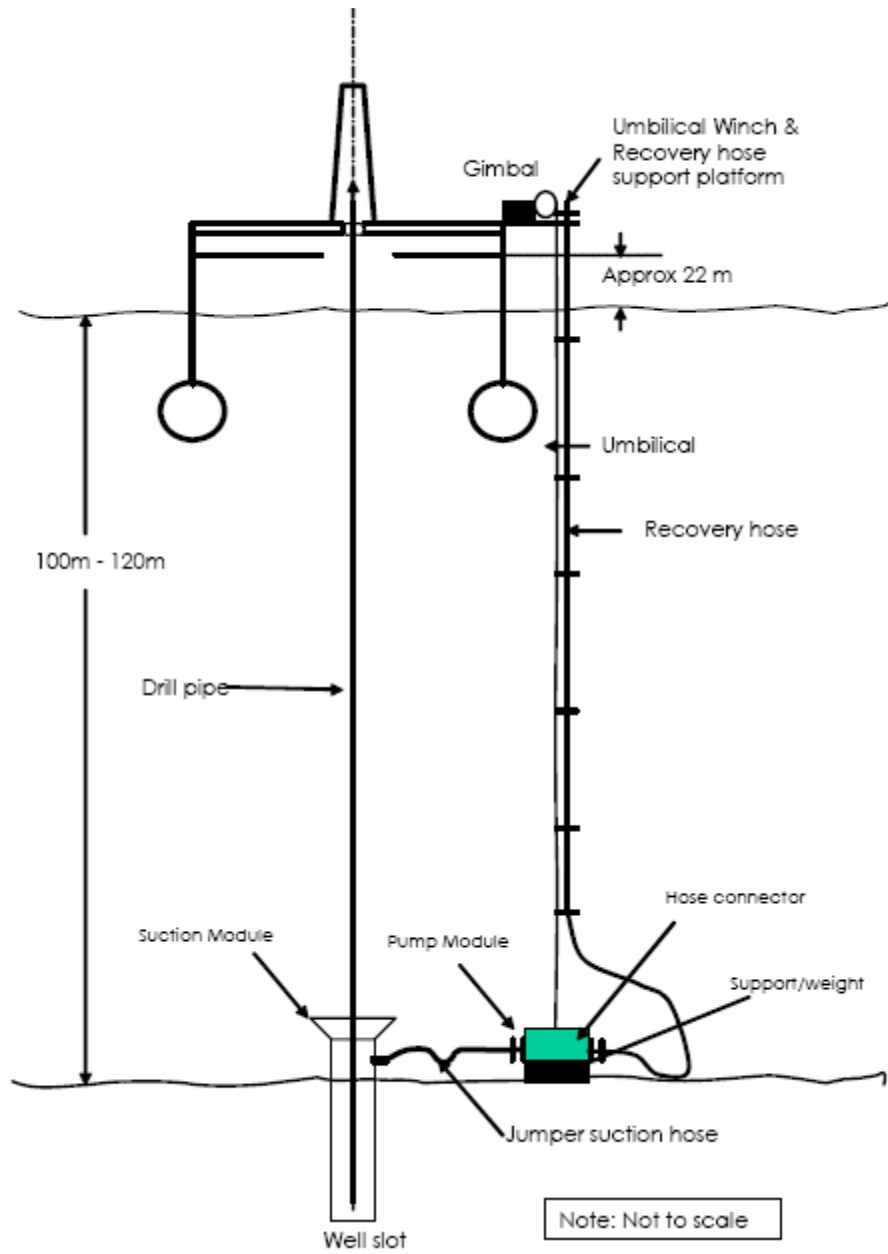 Umbilical Winch &
Recovery hose
support platform
Gimbal
Approx 22 m
Umbilical
Recovery hose
100m - 120m
Drill pipe
Hose connector
Suction Module
Pump Module
Support/weight
Jumper suction hose
Note: Not to scale
Well slot